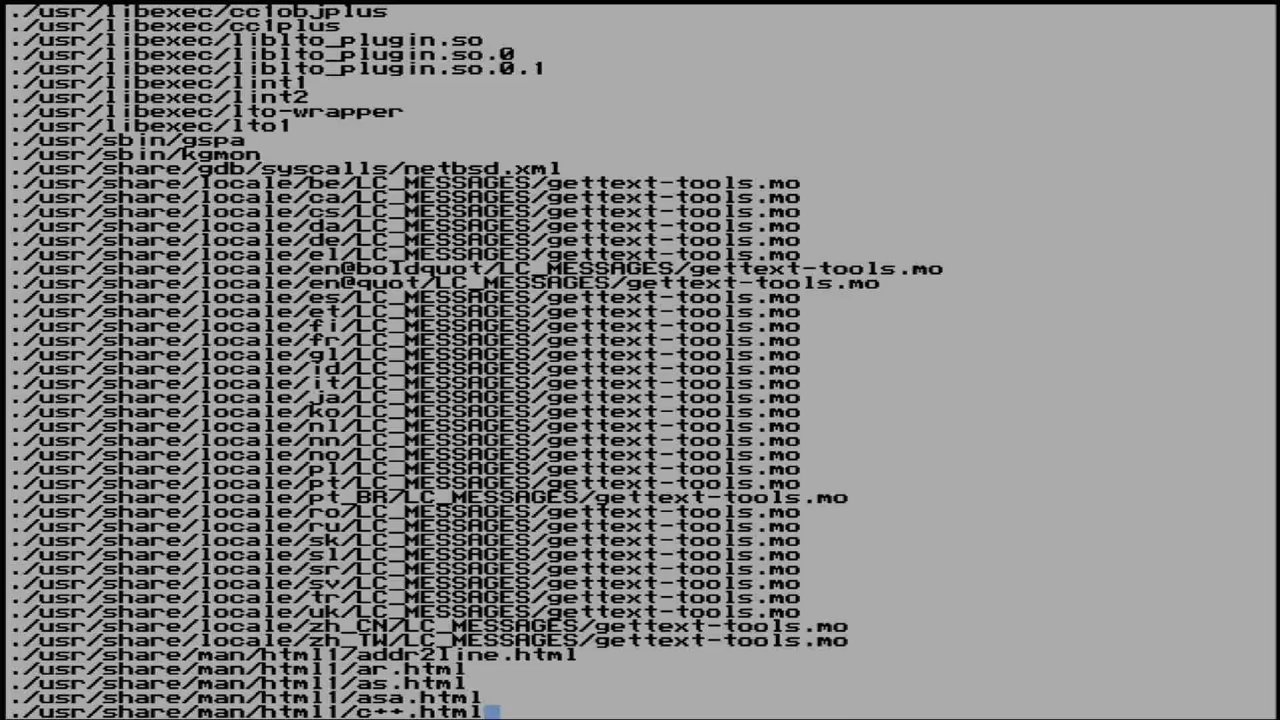 ./usr/libexec/cc1objplus
./usr/libexec/cc1plus
./usr/libexec/liblto_plugin.so
./usr/libexec/liblto_plugin.so.0
./usr/libexec/liblto_plugin.so.0.1
./usr/libexec/lint1
./usr/libexec/lint2
./usr/libexec/lto-wrapper
./usr/libexec/lto1
./usr/sbin/gspa
./usr/sbin/kgmon
./usr/share/gdb/syscalls/netbsd.xml
./usr/share/locale/be/LC_MESSAGES/gettext-tools.mo
./usr/share/locale/ca/LC_MESSAGES/gettext-tools.mo
./usr/share/locale/cs/LC_MESSAGES/gettext-tools.mo
./usr/share/locale/da/LC_MESSAGES/gettext-tools.mo
./usr/share/locale/de/LC_MESSAGES/gettext-tools.mo
./usr/share/locale/el/LC_MESSAGES/gettext-tools.mo
./usr/share/locale/en@boldquot/LC_MESSAGES/gettext-tools.mo
./usr/share/locale/en@quot/LC_MESSAGES/gettext-tools.mo
./usr/share/locale/es/LC_MESSAGES/gettext-tools.mo
./usr/share/locale/et/LC_MESSAGES/gettext-tools.mo
./usr/share/locale/fi/LC_MESSAGES/gettext-tools.mo
./usr/share/locale/fr/LC_MESSAGES/gettext-tools.mo
./usr/share/locale/gl/LC_MESSAGES/gettext-tools.mo
./usr/share/locale/id/LC_MESSAGES/gettext-tools.mo
./usr/share/locale/it/LC_MESSAGES/gettext-tools.mo
./usr/share/locale/ja/LC_MESSAGES/gettext-tools.mo
./usr/share/locale/ko/LC_MESSAGES/gettext-tools.mo
./usr/share/locale/nl/LC_MESSAGES/gettext-tools.mo
./usr/share/locale/nn/LC_MESSAGES/gettext-tools.mo
./usr/share/locale/no/LC_MESSAGES/gettext-tools.mo
./usr/share/locale/pl/LC_MESSAGES/gettext-tools.mo
./usr/share/locale/pt/LC_MESSAGES/gettext-tools.mo
./usr/share/locale/pt_BR/LC_MESSAGES/gettext-tools.mo
./usr/share/locale/ro/LC_MESSAGES/gettext-tools.mo
./usr/share/locale/ru/LC_MESSAGES/gettext-tools.mo
./usr/share/locale/sk/LC_MESSAGES/gettext-tools.mo
./usr/share/locale/sl/LC_MESSAGES/gettext-tools.mo
./usr/share/locale/sr/LC_MESSAGES/gettext-tools.mo
./usr/share/locale/sv/LC_MESSAGES/gettext-tools.mo
./usr/share/locale/tr/LC_MESSAGES/gettext-tools.mo
./usr/share/locale/uk/LC_MESSAGES/gettext-tools.mo
./usr/share/locale/zh_CN/LC_MESSAGES/gettext-tools.mo
./usr/share/locale/zh_TW/LC_MESSAGES/gettext-tools.mo
./usr/share/man/html1/addr2line.html
./usr/share/man/html1/ar.html
./usr/share/man/html1/as.html
./usr/share/man/html1/asa.html
./usr/share/man/html1/c++.html